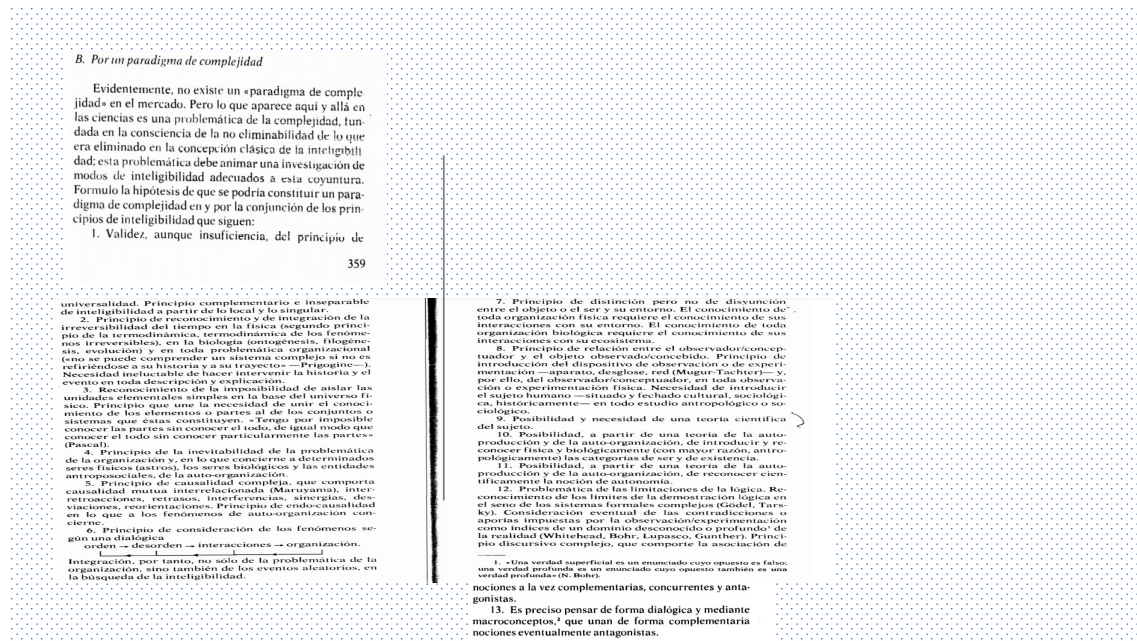 B. Por un paradigma de complejidad
Evidentemente, no existe un «paradigma de comple-
jidad» en el mercado. Pero lo que aparece aquí y allá en
las ciencias es una problemática de la complejidad, fun-
dada en la consciencia de la no eliminabilidad de lo que
era eliminado en la concepción clásica de la inteligibili
dad; esta problemática debe animar una investigación de
modos de inteligibilidad adecuados a esta coyuntura.
Formulo la hipótesis de que se podría constituir un para-
digma de complejidad en y por la conjunción de los prin-
cipios de inteligibilidad que siguen:
1. Validez, aunque insuficiencia, del principio de
359
universalidad. Principio complementario e inseparable
de inteligibilidad a partir de lo local y lo singular.
2. Principio de reconocimiento y de integración de la
irreversibilidad del tiempo en la física (segundo princi-
pio de la termodinámica, termodinámica de los fenóme-
nos irreversibles), en la biología (ontogénesis, filogéne-
sis, evolución) y en toda problemática organizacional
(«no se puede comprender un sistema complejo si no es
refiriéndose a su historia y a su trayecto» —Prigogine—).
Necesidad ineluctable de hacer intervenir la historia y el
evento en toda descripción y explicación.
3. Reconocimiento de la imposibilidad de aislar las
unidades elementales simples en la base del universo fí-
sico. Principio que une la necesidad de unir el conoci-
miento de los elementos o partes al de los conjuntos o
sistemas que éstas constituyen. «Tengo por imposible
conocer las partes sin conocer el todo, de igual modo que
conocer el todo sin conocer particularmente las partes»
(Pascal).
4. Principio de la inevitabilidad de la problemática
de la organización y, en lo que concierne a determinados
seres físicos (astros), los seres biológicos y las entidades
antroposociales, de la auto-organización.
5. Principio de causalidad compleja, que comporta
causalidad mutua interrelacionada (Maruyama), inter-
retroacciones, retrasos, interferencias, sinergias, des-
viaciones, reorientaciones. Principio de endo-causalidad
en lo que a los fenómenos de auto-organización con-
cierne.
6. Principio de consideración de los fenómenos se-
gún una dialógica
orden → desorden → interacciones → organización.
Integración, por tanto, no sólo de la problemática de la
organización, sino también de los eventos aleatorios, en
la búsqueda de la inteligibilidad.
7. Principio de distinción pero no de disyunción
entre el objeto o el ser y su entorno. El conocimiento de
toda organización física requiere el conocimiento de sus
interacciones con su entorno. El conocimiento de toda
organización biológica requiere el conocimiento de sus
interacciones con su ecosistema.
8. Principio de relación entre el observador/concep-
tuador y el objeto observado/concebido. Principio de
introducción del dispositivo de observación o de experi-
mentación —aparato, desglose, red (Mugur-Tachter)— y,
por ello, del observador/conceptuador, en toda observa-
ción o experimentación física. Necesidad de introducir
el sujeto humano —situado y fechado cultural, sociológi-
ca, históricamente— en todo estudio antropológico o so-
ciológico.
9. Posibilidad y necesidad de una teoría científica
del sujeto.
10. Posibilidad, a partir de una teoría de la auto-
producción y de la auto-organización, de introducir y re-
conocer física y biológicamente (con mayor razón, antro-
pológicamente) las categorías de ser y de existencia.
11. Posibilidad, a partir de una teoría de la auto-
producción y de la auto-organización, de reconocer cien-
tíficamente la noción de autonomía.
12. Problemática de las limitaciones de la lógica. Re-
conocimiento de los límites de la demostración lógica en
el seno de los sistemas formales complejos (Gödel, Tars-
ky). Consideración eventual de las contradicciones o
aporías impuestas por la observación/experimentación
como índices de un dominio desconocido o profundo¹ de
la realidad (Whitehead, Bohr, Lupasco, Gunther). Princi-
pio discursivo complejo, que comporte la asociación de
1. «Una verdad superficial es un enunciado cuyo opuesto es falso;
una verdad profunda es un enunciado cuyo opuesto también es una
verdad profunda» (N. Bohr).
nociones a la vez complementarias, concurrentes y anta-
gonistas.
13. Es preciso pensar de forma dialógica y mediante
macroconceptos,² que unan de forma complementaria
nociones eventualmente antagonistas.